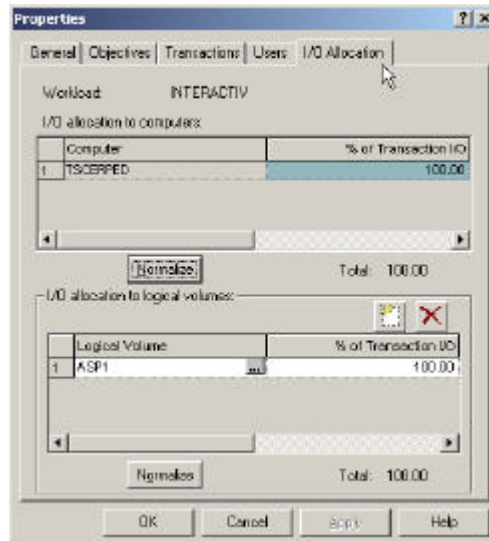 Properties
General Objectives Transactions Users I/O Allocation
Workload: INTERACTIV
I/O allocation to computers:
Computer % of Transaction I/O
1 TSCERPED 100.00
Normalize
Total: 100.00
I/O allocation to logical volumes:
Logical Volume % of Transaction I/O
1 ASP1 ... 100.00
Normalize
Total: 100.00
OK Cancel Apply Help